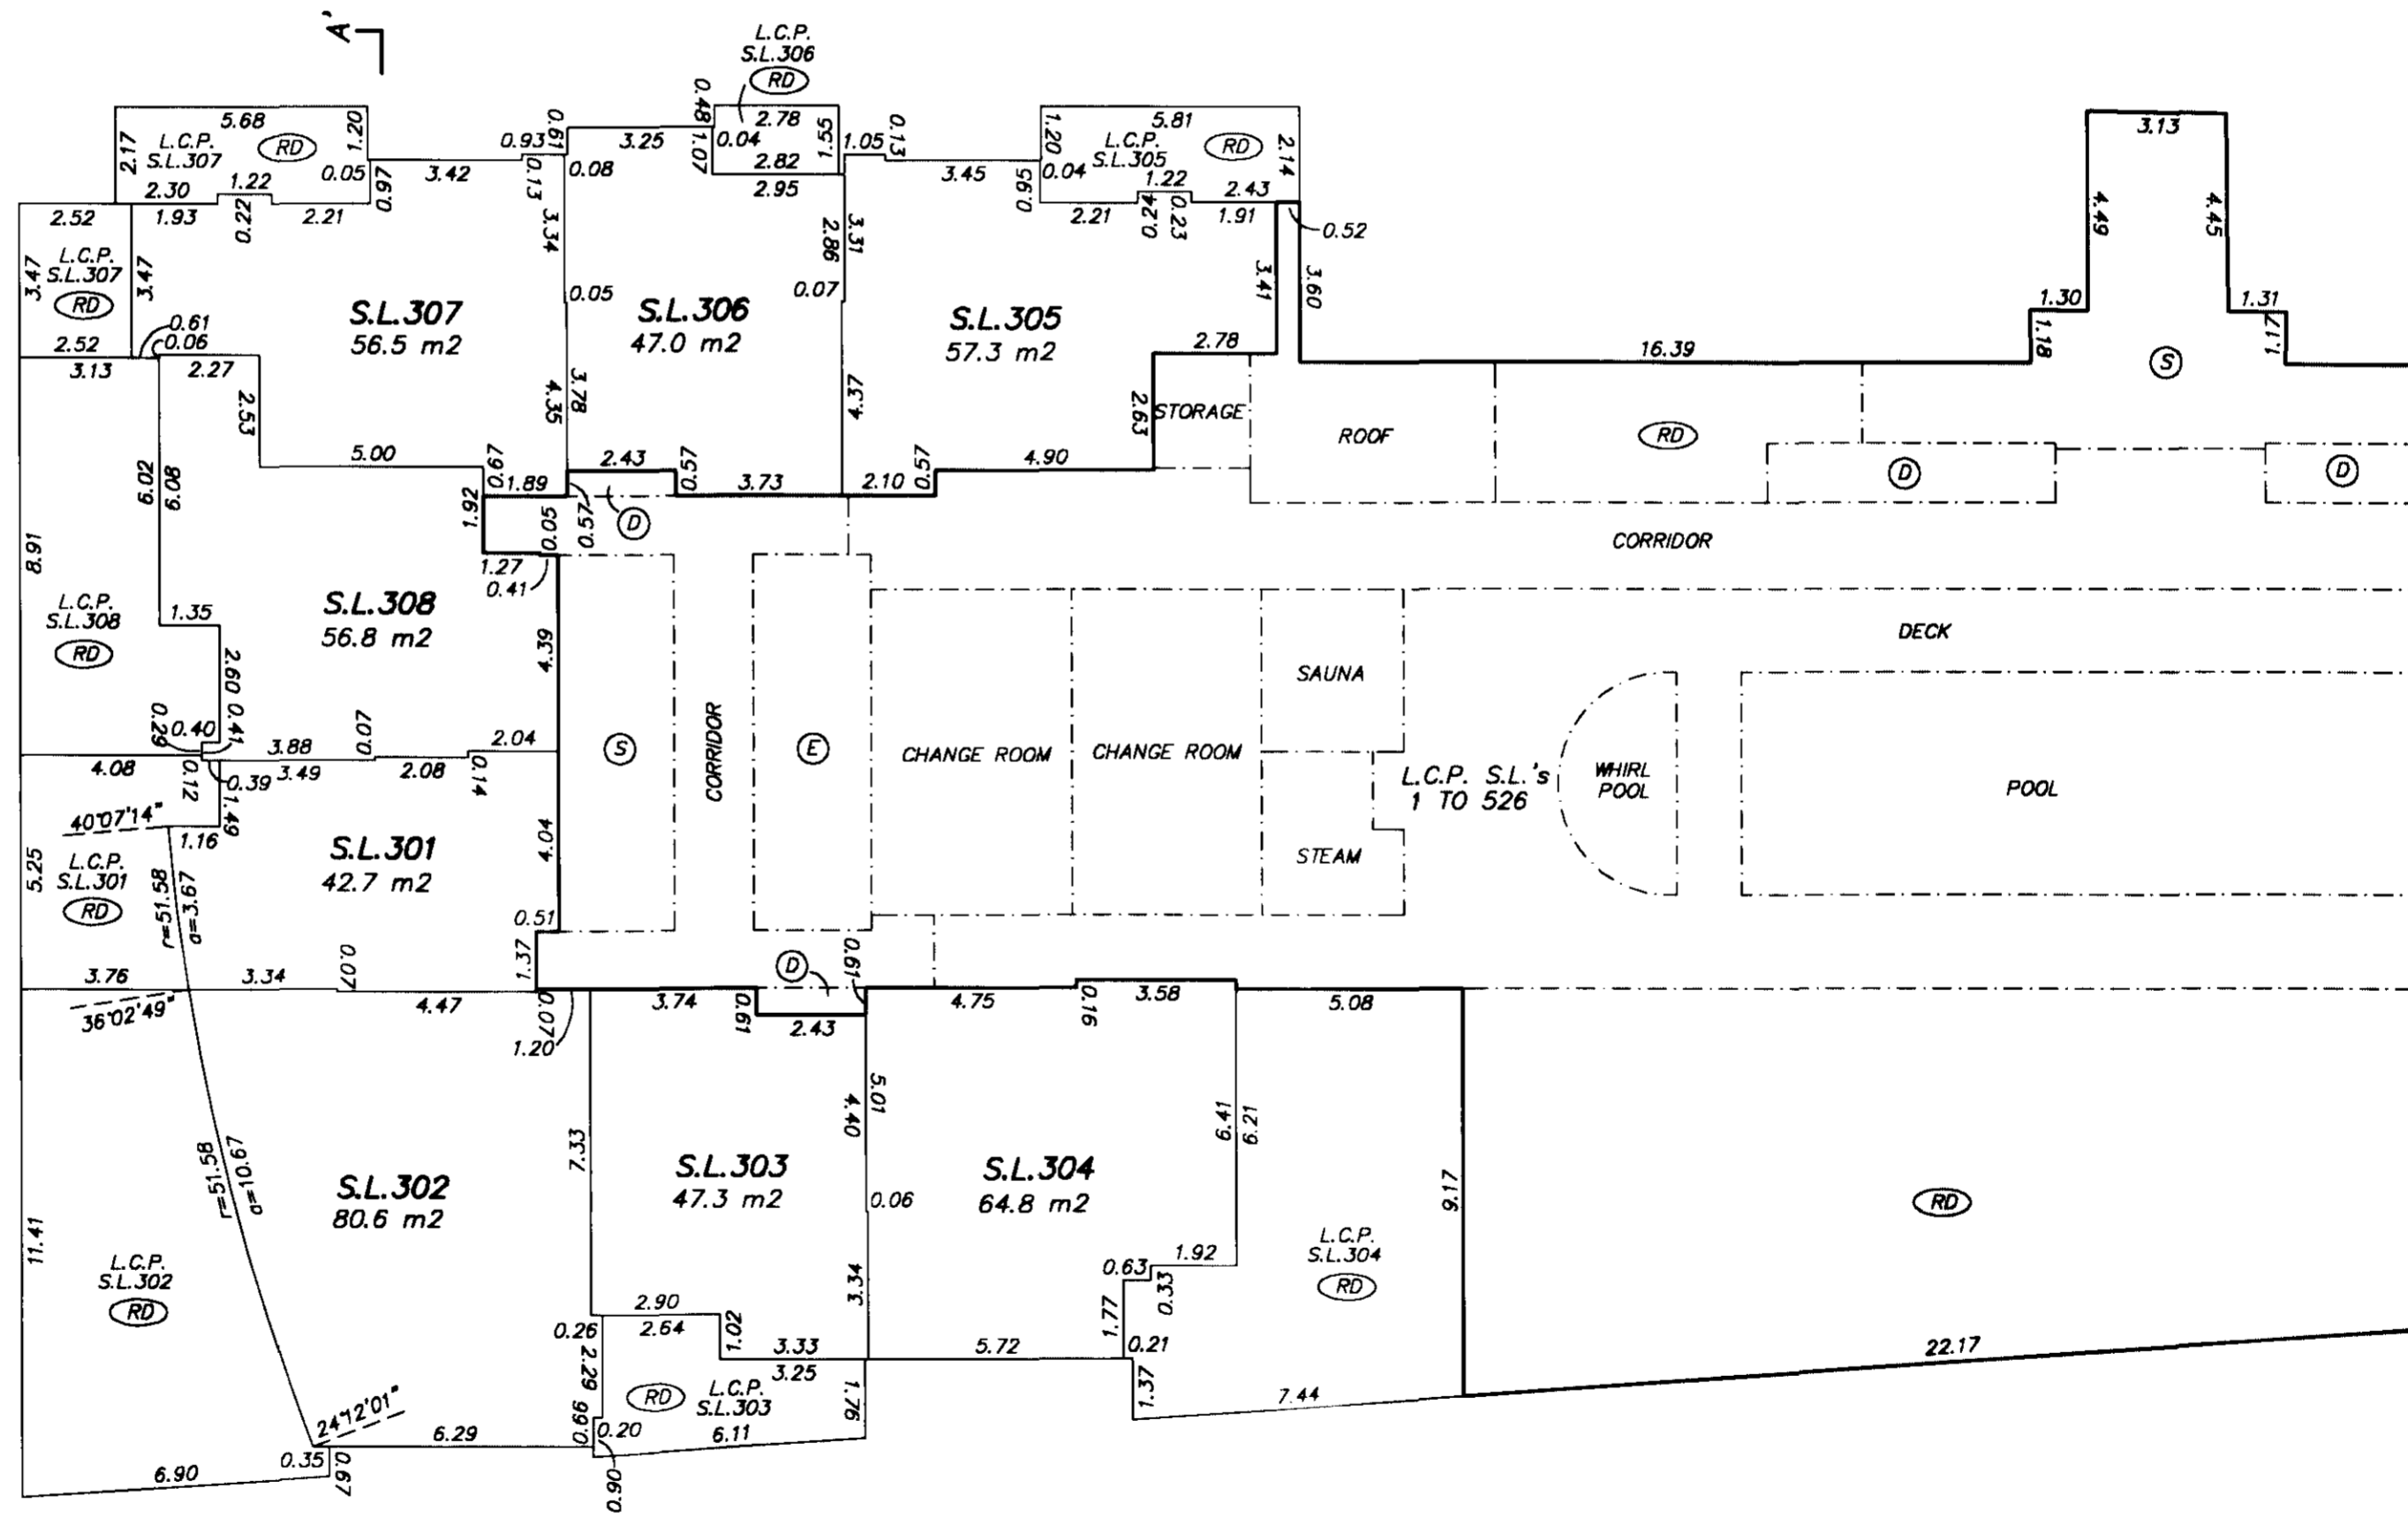 A'
L.C.P.
S.L.306
RD
5.68
1.20
2.17
L.C.P.
S.L.307
RD
0.05
0.97
2.30
1.22
2.52
1.93
0.22
2.21
3.42
0.93
0.61
0.13
0.08
3.25
0.48
1.07
0.04
2.78
1.55
2.82
2.95
1.05
0.13
3.45
1.20
5.81
L.C.P.
S.L.305
RD
2.14
0.04
0.95
1.22
2.43
2.21
0.24
0.23
1.91
0.52
3.13
4.49
4.45
1.30
1.31
1.18
1.17
S
3.47
L.C.P.
S.L.307
RD
3.47
2.52
0.61
0.06
3.13
2.27
3.34
0.05
S.L.307
56.5 m2
S.L.306
47.0 m2
3.31
2.86
0.07
S.L.305
57.3 m2
3.41
3.60
2.78
16.39
2.53
4.35
3.78
4.37
2.63
STORAGE
ROOF
RD
D
D
5.00
0.67
1.89
2.43
0.57
3.73
2.10
0.57
4.90
1.92
0.05
0.57
D
CORRIDOR
1.27
0.41
6.02
6.08
8.91
L.C.P.
S.L.308
RD
1.35
S.L.308
56.8 m2
4.39
2.60
0.29
0.40
0.41
3.88
0.07
2.04
DECK
SAUNA
CORRIDOR
S
E
CHANGE ROOM
CHANGE ROOM
L.C.P. S.L.'s
1 TO 526
WHIRL
POOL
POOL
4.08
0.12
0.39
3.49
2.08
0.14
1.49
40°07'14"
1.16
S.L.301
42.7 m2
4.04
STEAM
5.25
L.C.P.
S.L.301
RD
r=51.58
a=3.67
0.51
1.37
3.76
3.34
0.07
36°02'49"
4.47
0.07
1.20
3.74
0.61
D
0.61
2.43
4.75
0.16
3.58
5.08
5.01
4.40
6.41
6.21
7.33
9.17
r=51.58
a=10.67
S.L.302
80.6 m2
S.L.303
47.3 m2
0.06
S.L.304
64.8 m2
RD
11.41
L.C.P.
S.L.302
RD
L.C.P.
S.L.304
RD
1.92
0.63
0.33
3.34
1.77
2.90
0.26
2.64
1.02
3.33
5.72
0.21
2.29
3.25
1.37
22.17
RD
L.C.P.
S.L.303
1.76
7.44
24°12'01"
6.29
0.66
0.20
6.11
0.35
0.67
6.90
0.90